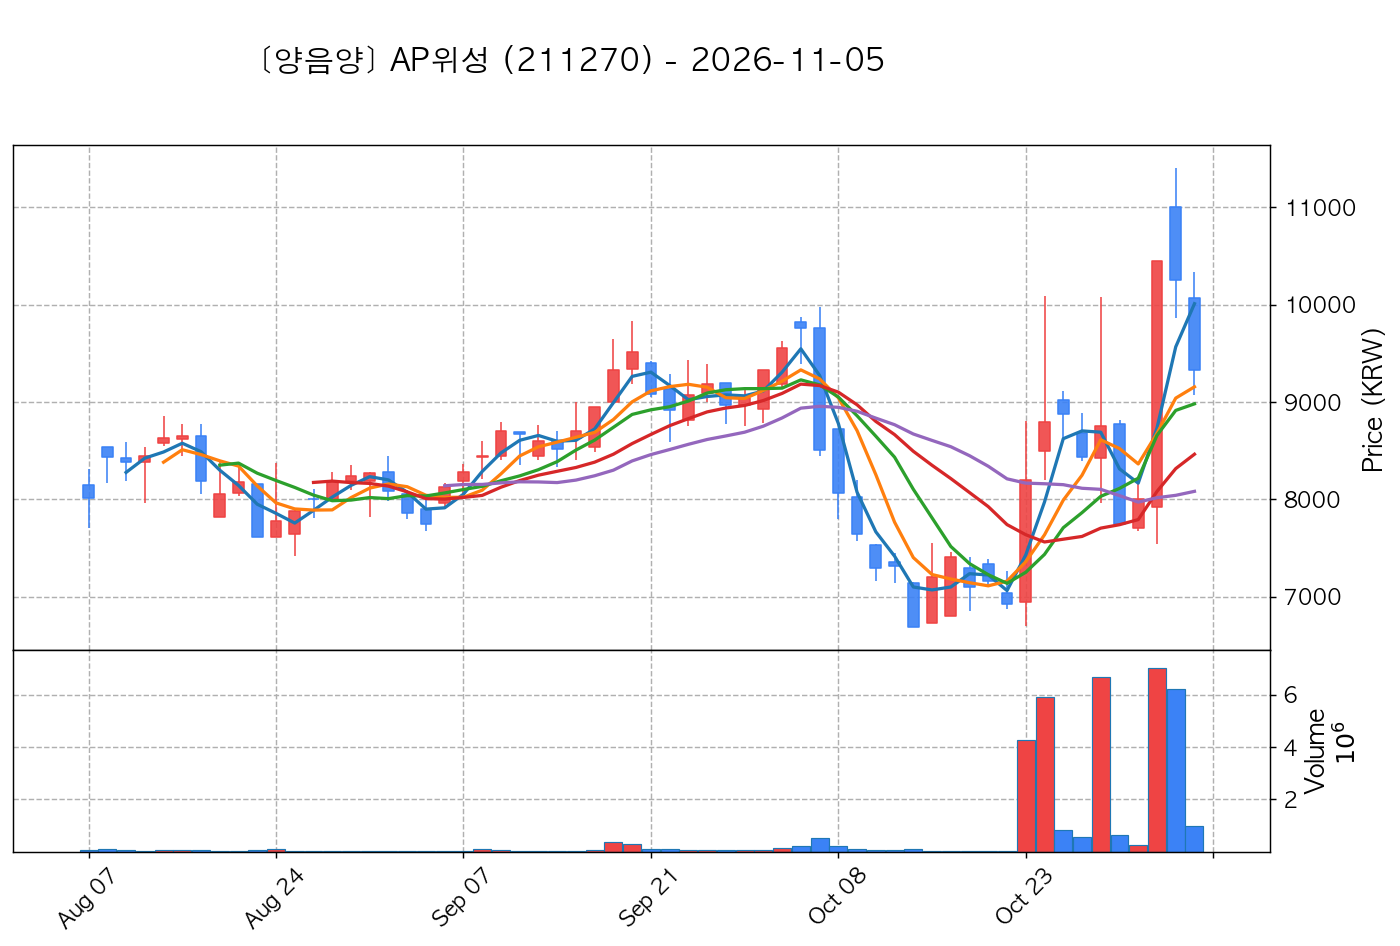 〔양음양〕 AP위성 (211270) - 2026-11-05
11000
10000
9000
8000
7000
Price (KRW)
6
4
2
Volume
10⁶
Aug 07
Aug 24
Sep 07
Sep 21
Oct 08
Oct 23